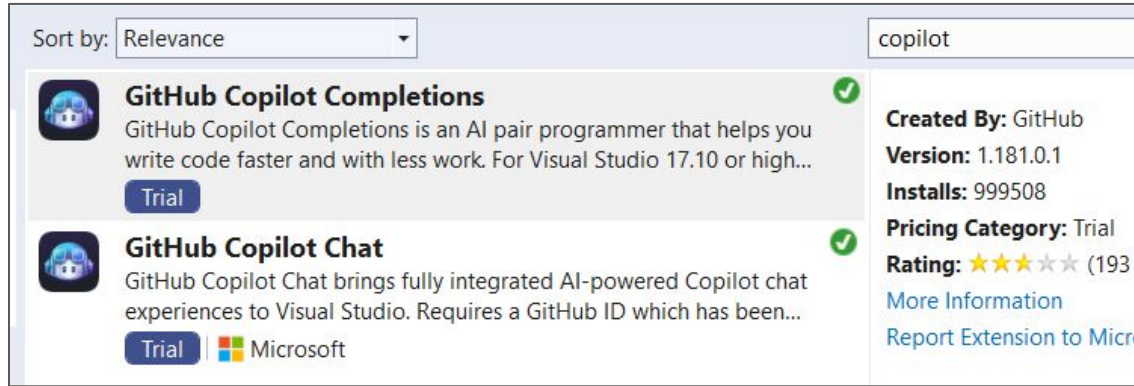 Sort by: Relevance
copilot
GitHub Copilot Completions
GitHub Copilot Completions is an AI pair programmer that helps you
write code faster and with less work. For Visual Studio 17.10 or high...
Trial
GitHub Copilot Chat
GitHub Copilot Chat brings fully integrated AI-powered Copilot chat
experiences to Visual Studio. Requires a GitHub ID which has been...
Trial Microsoft
Created By: GitHub
Version: 1.181.0.1
Installs: 999508
Pricing Category: Trial
Rating: (193
More Information
Report Extension to Micr